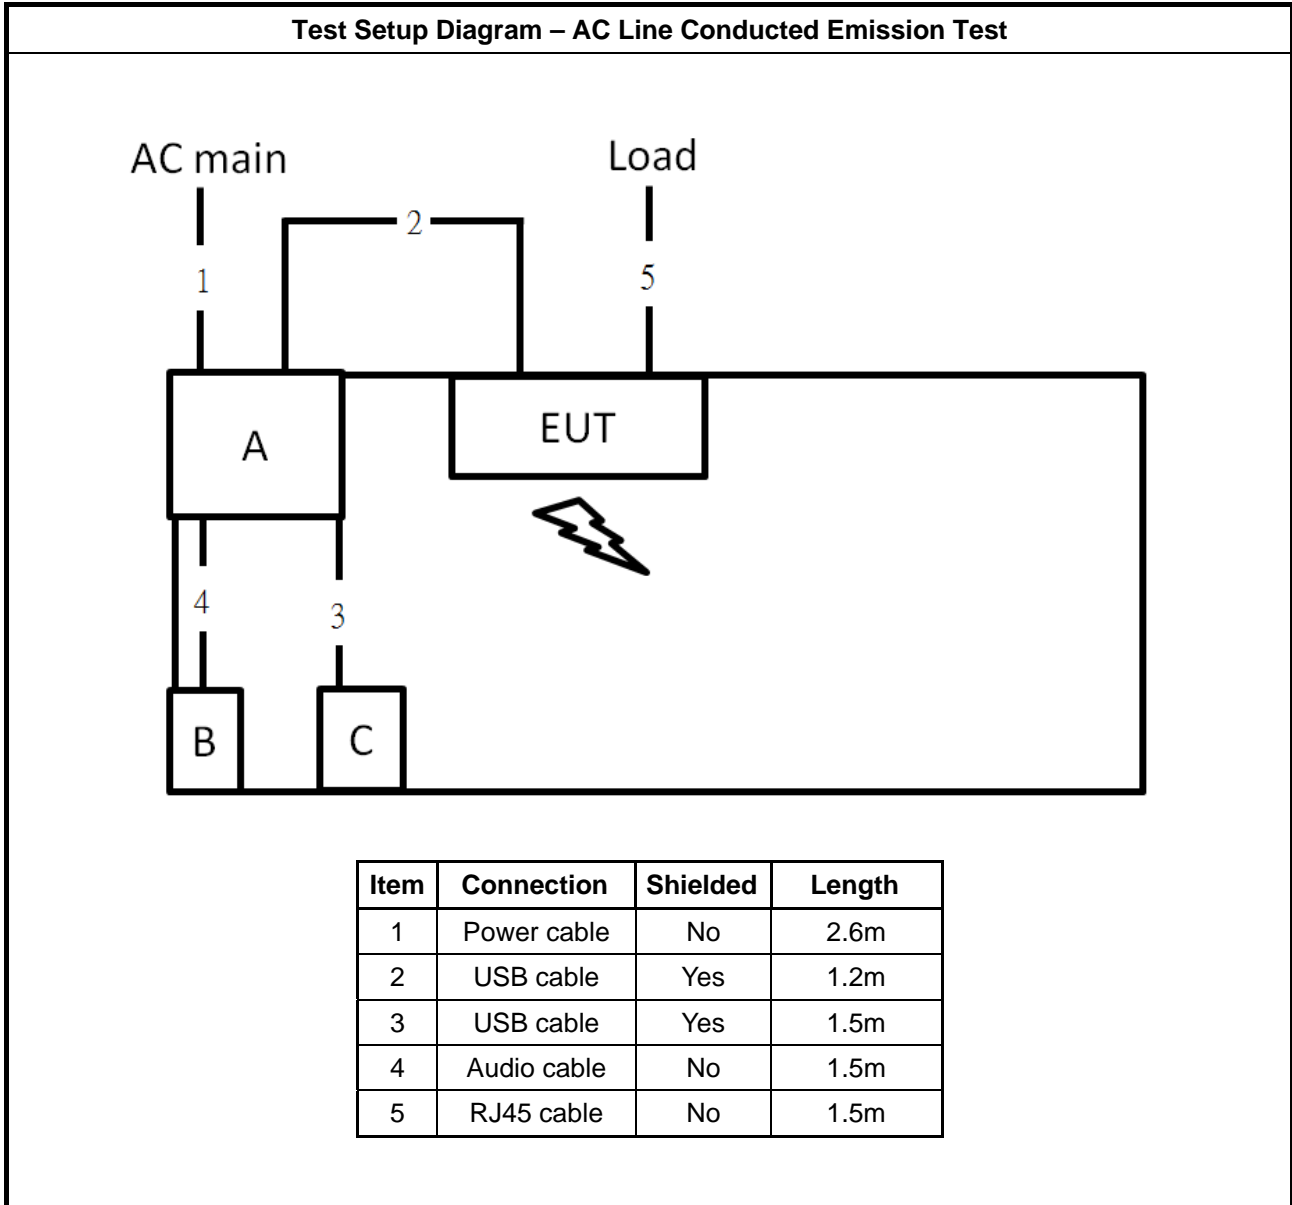 Test Setup Diagram – AC Line Conducted Emission Test
AC main
Load
2
1
5
A
EUT
4
3
B
C
Item Connection Shielded Length
1 Power cable No 2.6m
2 USB cable Yes 1.2m
3 USB cable Yes 1.5m
4 Audio cable No 1.5m
5 RJ45 cable No 1.5m